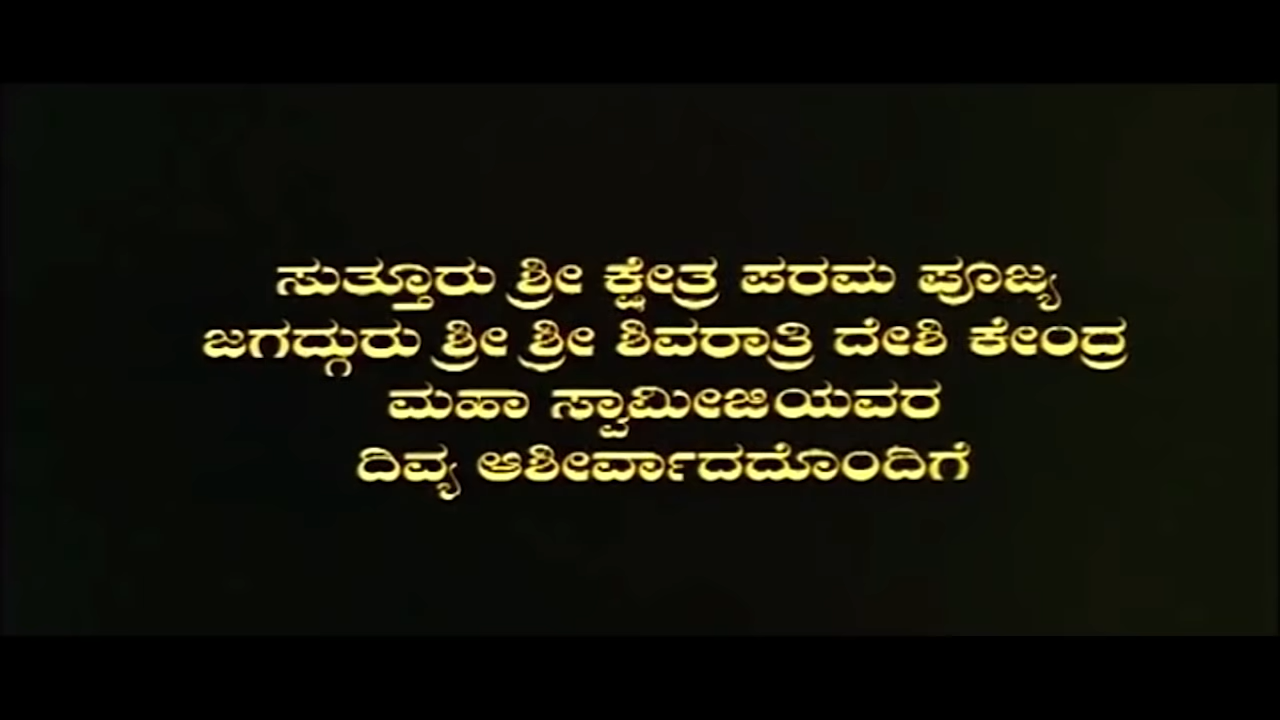 ಸುತ್ತೂರು ಶ್ರೀ ಕ್ಷೇತ್ರ ಪರಮ ಪೂಜ್ಯ
ಜಗದ್ಗುರು ಶ್ರೀ ಶ್ರೀ ಶಿವರಾತ್ರಿ ದೇಶಿ ಕೇಂದ್ರ
ಮಹಾ ಸ್ವಾಮೀಜಿಯವರ
ದಿವ್ಯ ಆಶೀರ್ವಾದದೊಂದಿಗೆ